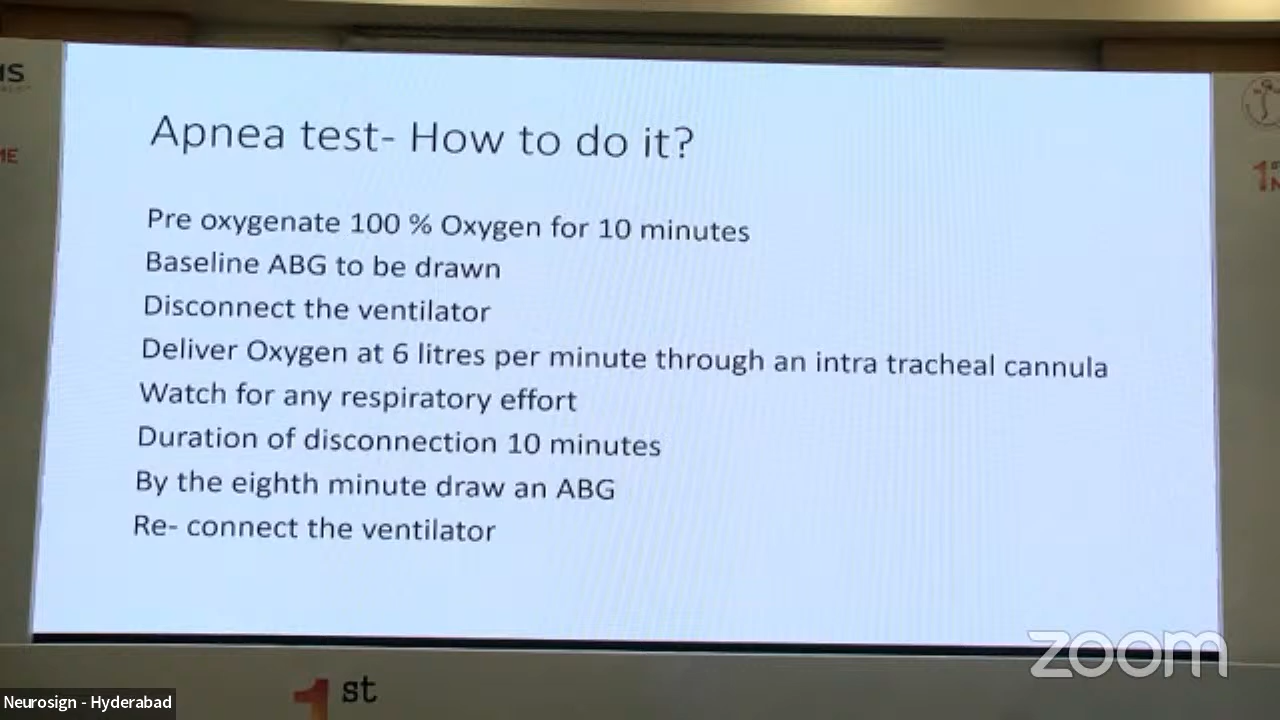 Apnea test- How to do it?
Pre oxygenate 100 % Oxygen for 10 minutes
Baseline ABG to be drawn
Disconnect the ventilator
Deliver Oxygen at 6 litres per minute through an intra tracheal cannula
Watch for any respiratory effort
Duration of disconnection 10 minutes
By the eighth minute draw an ABG
Re- connect the ventilator
zoom
1st
Neurosign - Hyderabad